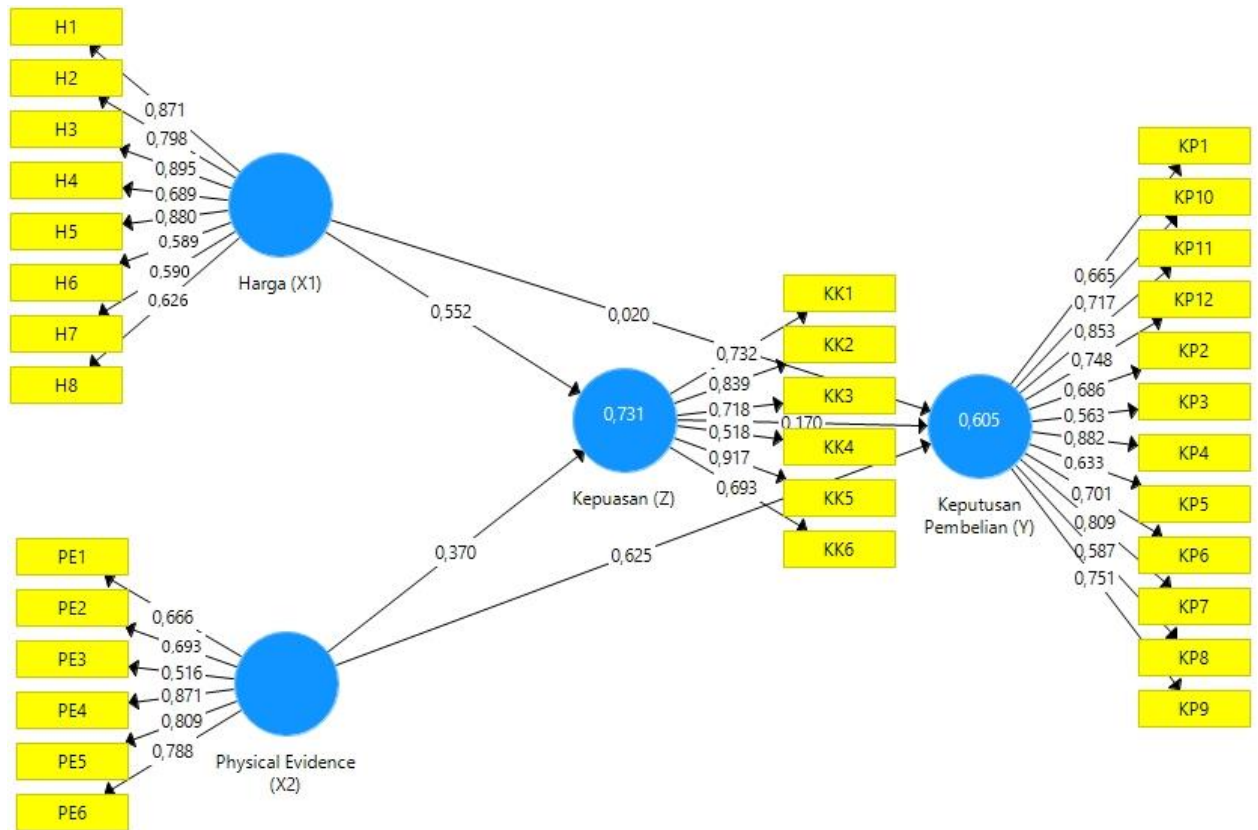 H1
H2
H3
H4
H5
H6
H7
H8
0,871
0,798
0,895
0,689
0,880
0,589
0,590
0,626
Harga (X1)
0,552
0,020
PE1
PE2
PE3
PE4
PE5
PE6
0,666
0,693
0,516
0,871
0,809
0,788
Physical Evidence
(X2)
0,370
0,625
0,731
Kepuasan (Z)
0,732
0,839
0,718
0,170
0,518
0,917
0,693
KK1
KK2
KK3
KK4
KK5
KK6
0,605
Keputusan
Pembelian (Y)
0,665
0,717
0,853
0,748
0,686
0,563
0,882
0,633
0,701
0,809
0,587
0,751
KP1
KP10
KP11
KP12
KP2
KP3
KP4
KP5
KP6
KP7
KP8
KP9